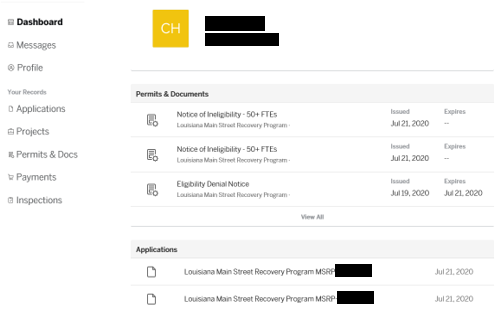 Dashboard
CH
Messages
Profile
Your Records
Applications
Projects
Permits & Docs
Payments
Inspections
Permits & Documents
Notice of Ineligibility - 50+ FTEs
Issued
Expires
Louisiana Main Street Recovery Program -
Jul 21, 2020
--
Notice of Ineligibility - 50+ FTEs
Issued
Expires
Louisiana Main Street Recovery Program -
Jul 21, 2020
--
Eligibility Denial Notice
Issued
Expires
Louisiana Main Street Recovery Program -
Jul 19, 2020
Jul 21, 2020
View All
Applications
Louisiana Main Street Recovery Program MSRP-
Jul 21, 2020
Louisiana Main Street Recovery Program MSRP-
Jul 21, 2020